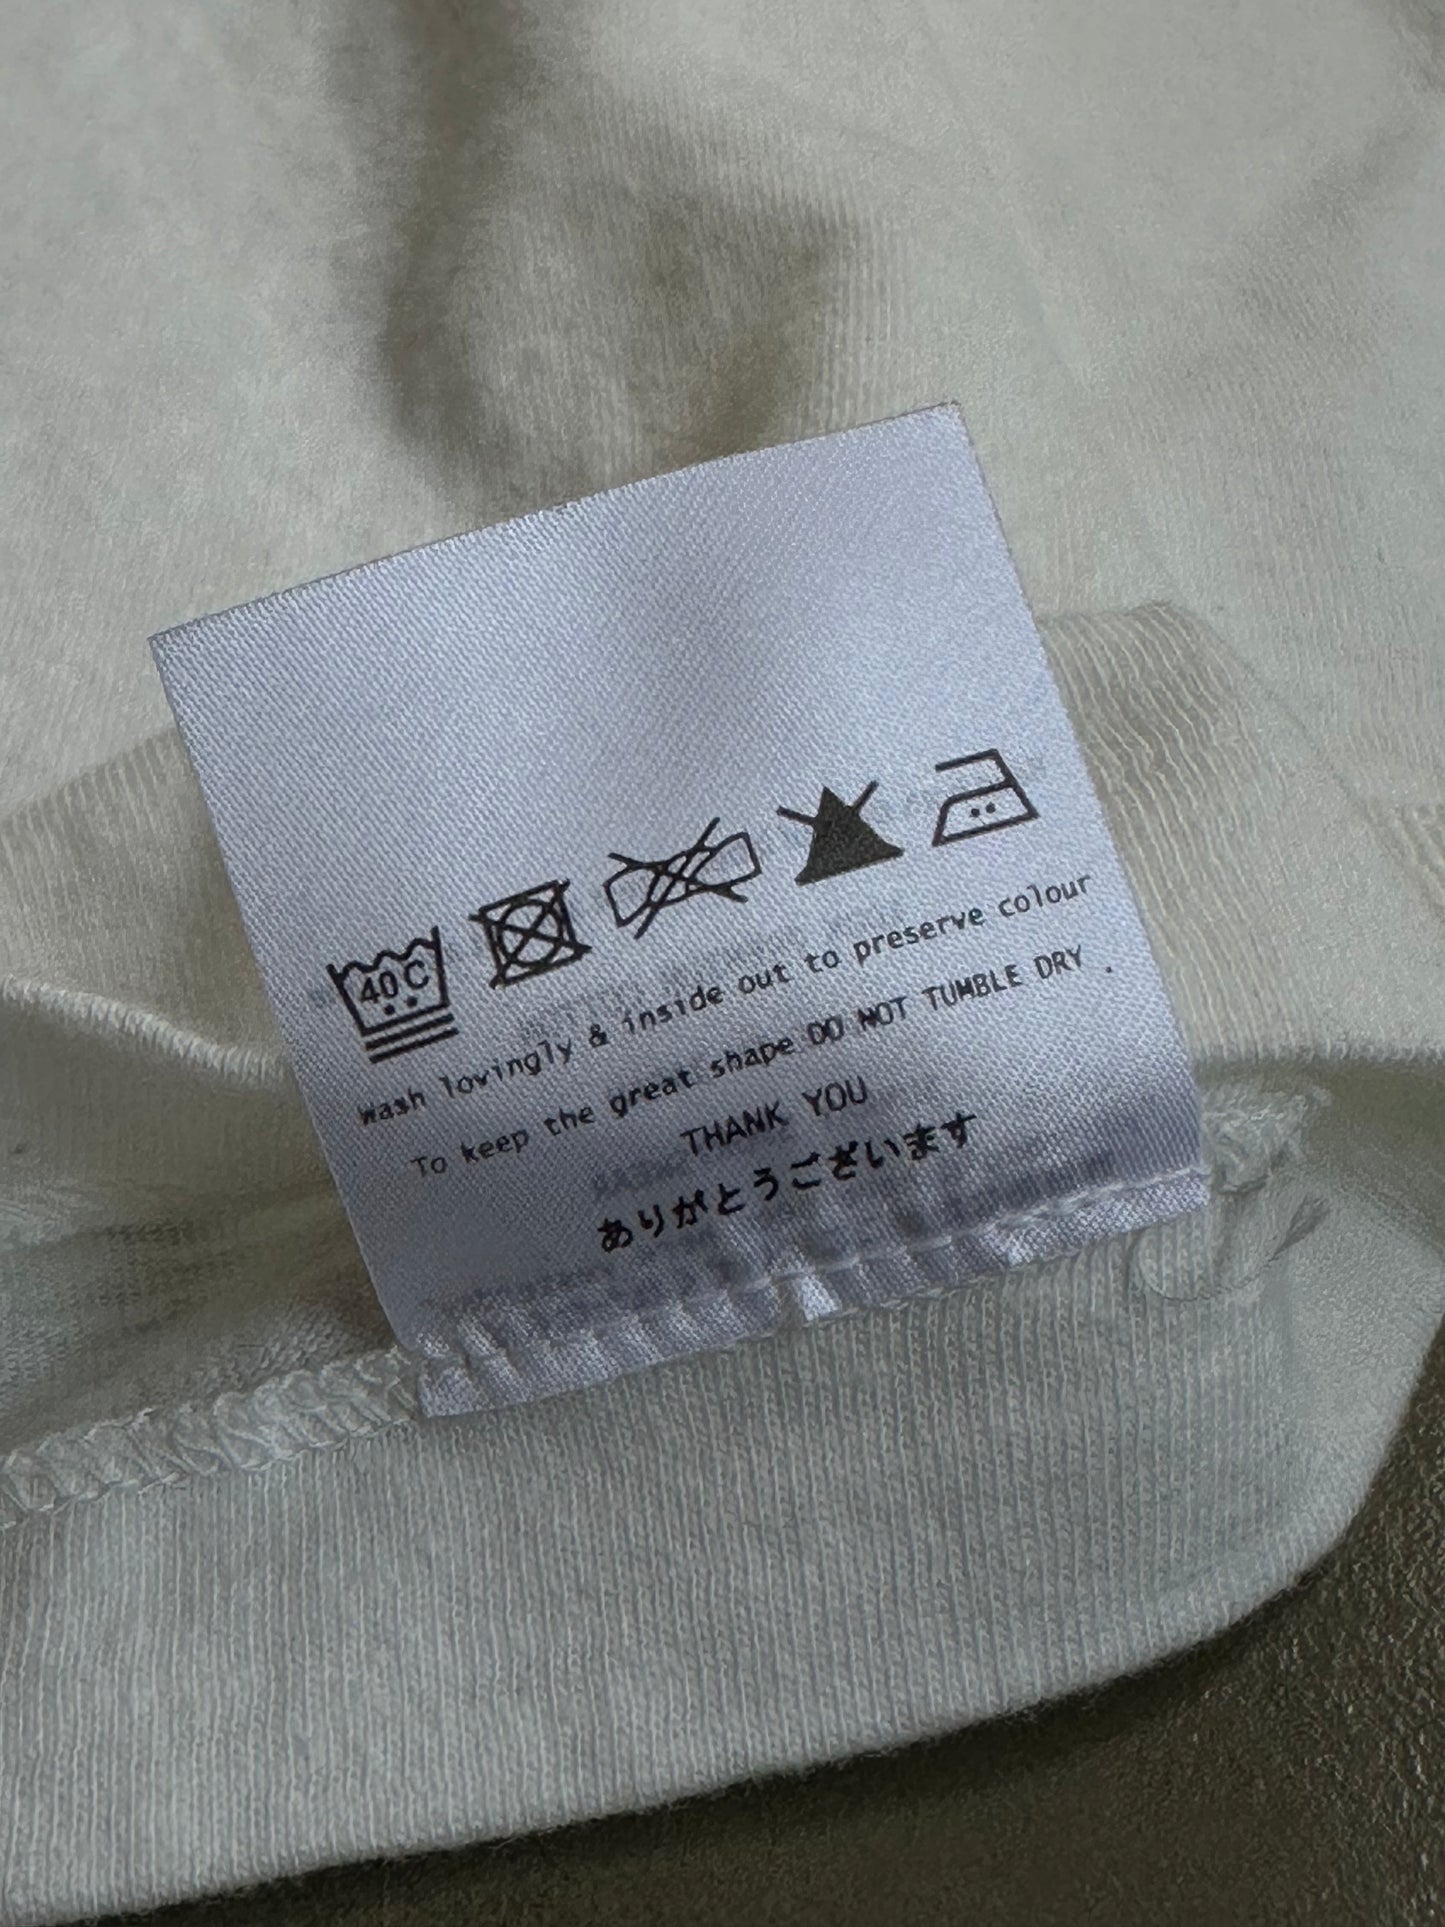 40C
Wash lovingly & inside out to preserve colour
To keep the great shape DO NOT TUMBLE DRY .
THANK YOU
ありがとうございます